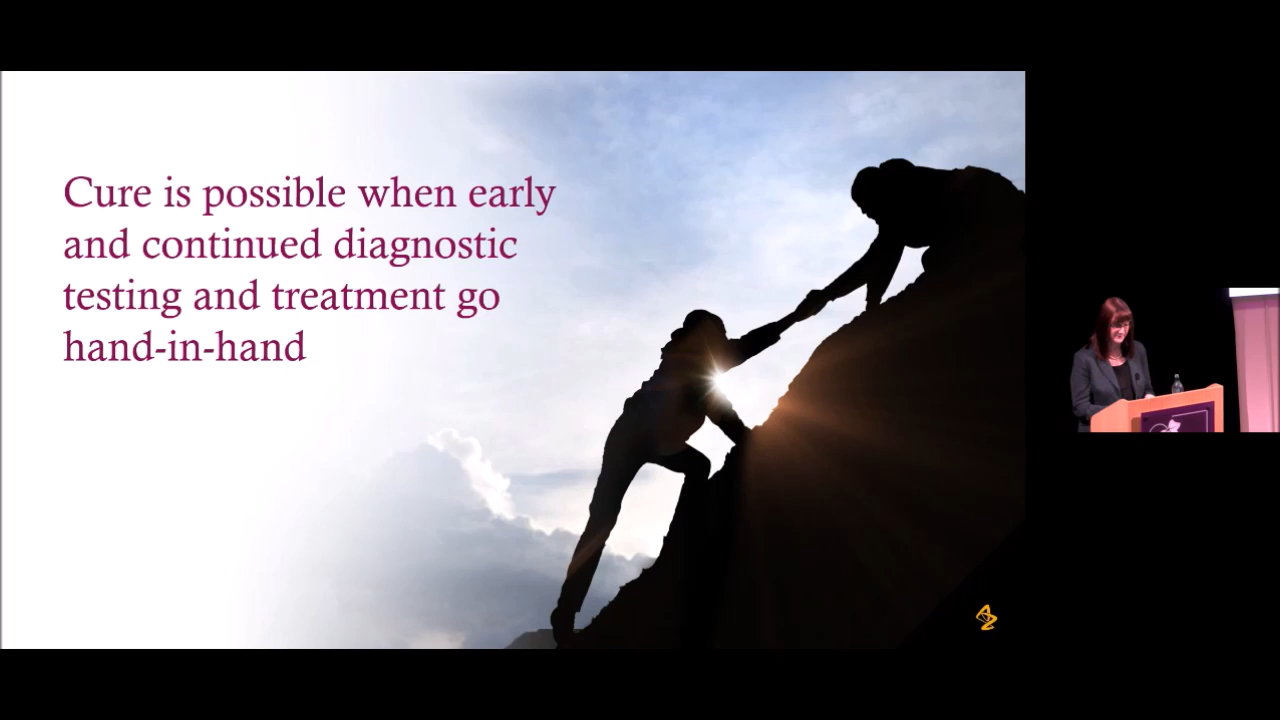 Cure is possible when early
and continued diagnostic
testing and treatment go
hand-in-hand